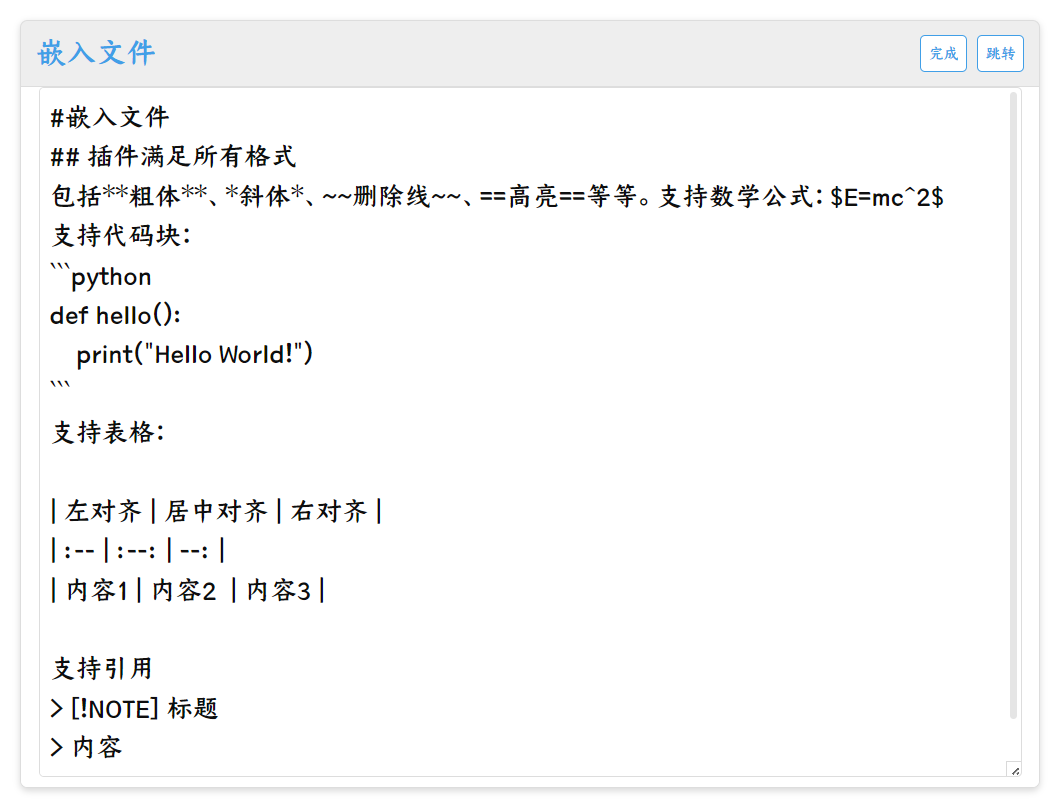 嵌入文件
完成 跳转
#嵌入文件
## 插件满足所有格式
包括**粗体**、*斜体*、~~删除线~~、==高亮==等等。支持数学公式：$E=mc^2$
支持代码块：
```python
def hello():
    print("Hello World!")
```
支持表格：
| 左对齐 | 居中对齐 | 右对齐 |
| :-- | :--: | --: |
| 内容1 | 内容2  | 内容3 |
支持引用
> [!NOTE] 标题
> 内容